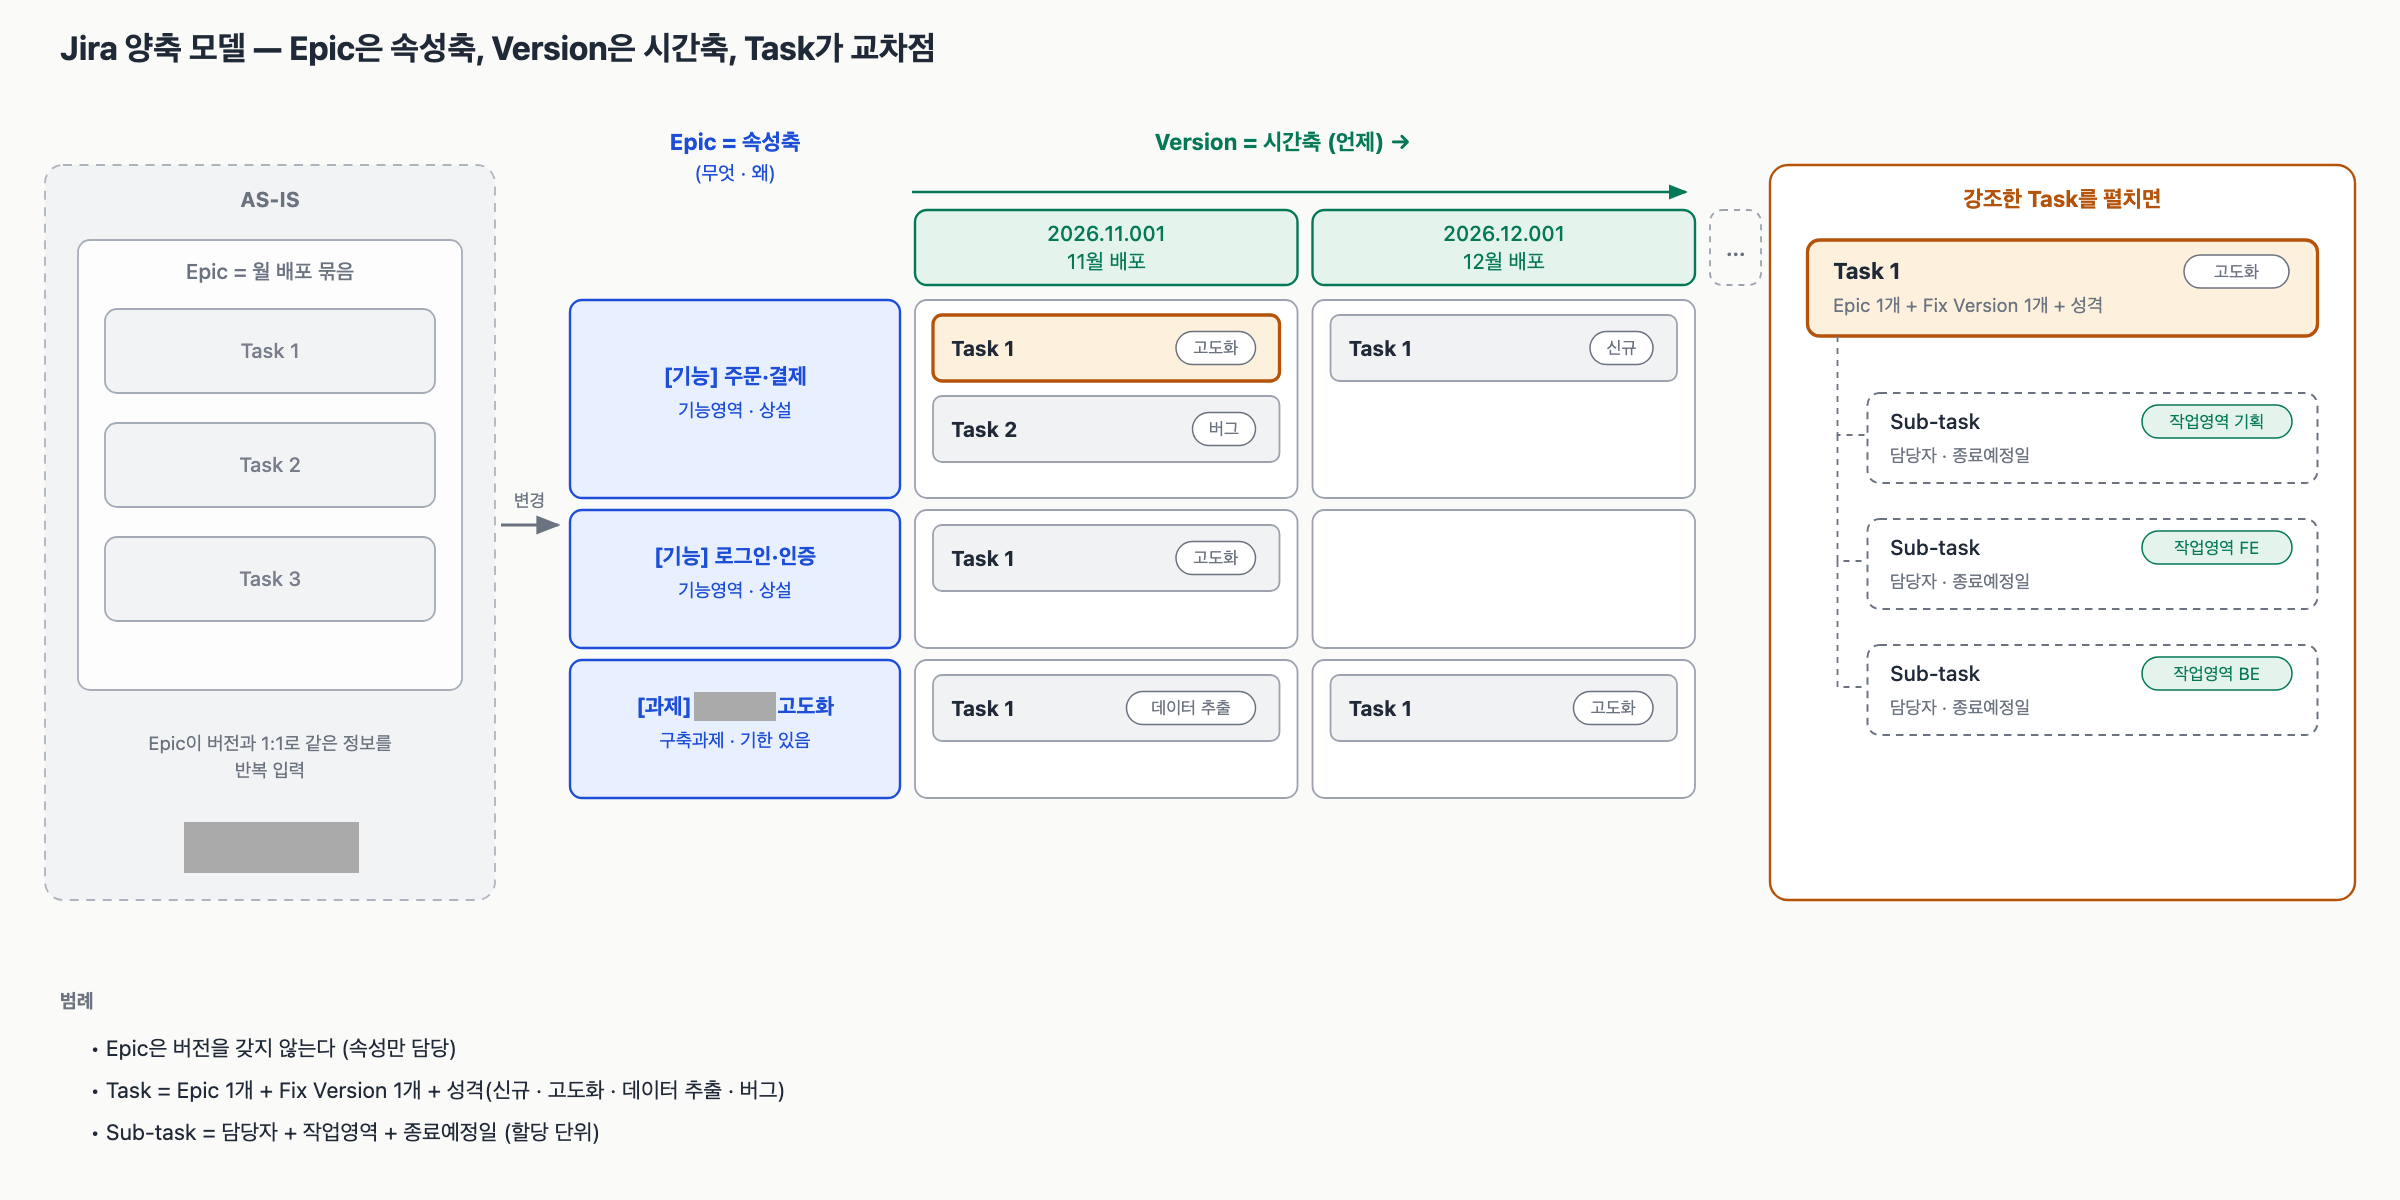 Jira 양축 모델 — Epic은 속성축, Version은 시간축, Task가 교차점
AS-IS
Epic = 월 배포 묶음
Task 1
Task 2
Task 3
Epic이 버전과 1:1로 같은 정보를
반복 입력
변경
Epic = 속성축
(무엇 · 왜)
Version = 시간축 (언제) →
2026.11.001
11월 배포
2026.12.001
12월 배포
...
[기능] 주문·결제
기능영역 · 상설
Task 1 고도화
Task 2 버그
Task 1 신규
[기능] 로그인·인증
기능영역 · 상설
Task 1 고도화
[과제] 고도화
구축과제 · 기한 있음
Task 1 데이터 추출
Task 1 고도화
강조한 Task를 펼치면
Task 1 고도화
Epic 1개 + Fix Version 1개 + 성격
Sub-task 작업영역 기획
담당자 · 종료예정일
Sub-task 작업영역 FE
담당자 · 종료예정일
Sub-task 작업영역 BE
담당자 · 종료예정일
범례
• Epic은 버전을 갖지 않는다 (속성만 담당)
• Task = Epic 1개 + Fix Version 1개 + 성격(신규 · 고도화 · 데이터 추출 · 버그)
• Sub-task = 담당자 + 작업영역 + 종료예정일 (할당 단위)